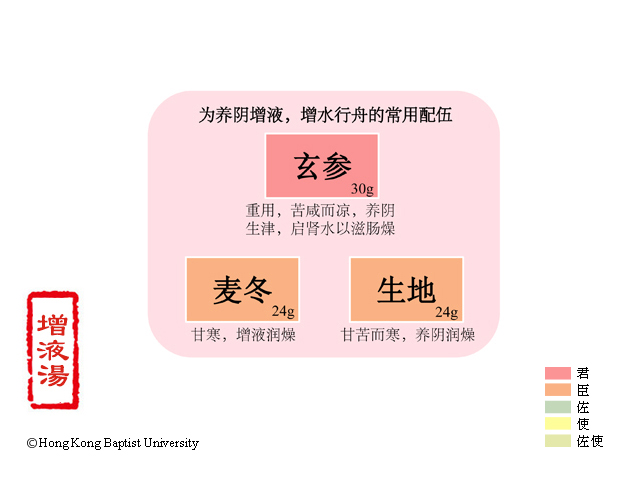 为养阴增液，增水行舟的常用配伍
玄参
30g
重用，苦咸而凉，养阴
生津，启肾水以滋肠燥
麦冬
24g
甘寒，增液润燥
生地
24g
甘苦而寒，养阴润燥
增液湯
君
臣
佐
使
佐使
©Hong Kong Baptist University